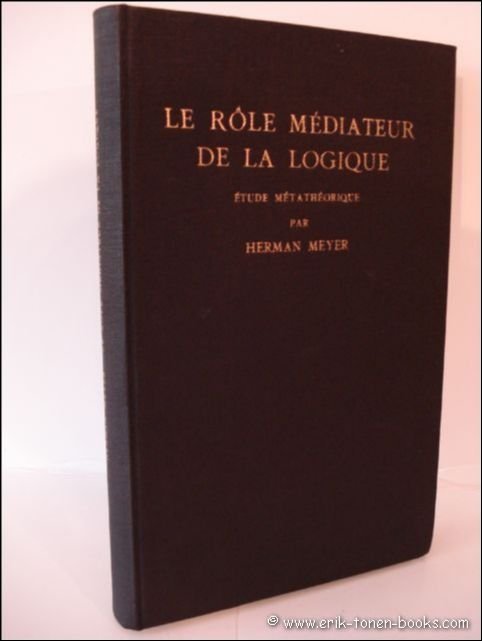 LE RÔLE MÉDIATEUR
DE LA LOGIQUE
ÉTUDE MÉTATHÉORIQUE
PAR
HERMAN MEYER
©www.erik-tonen-books.com